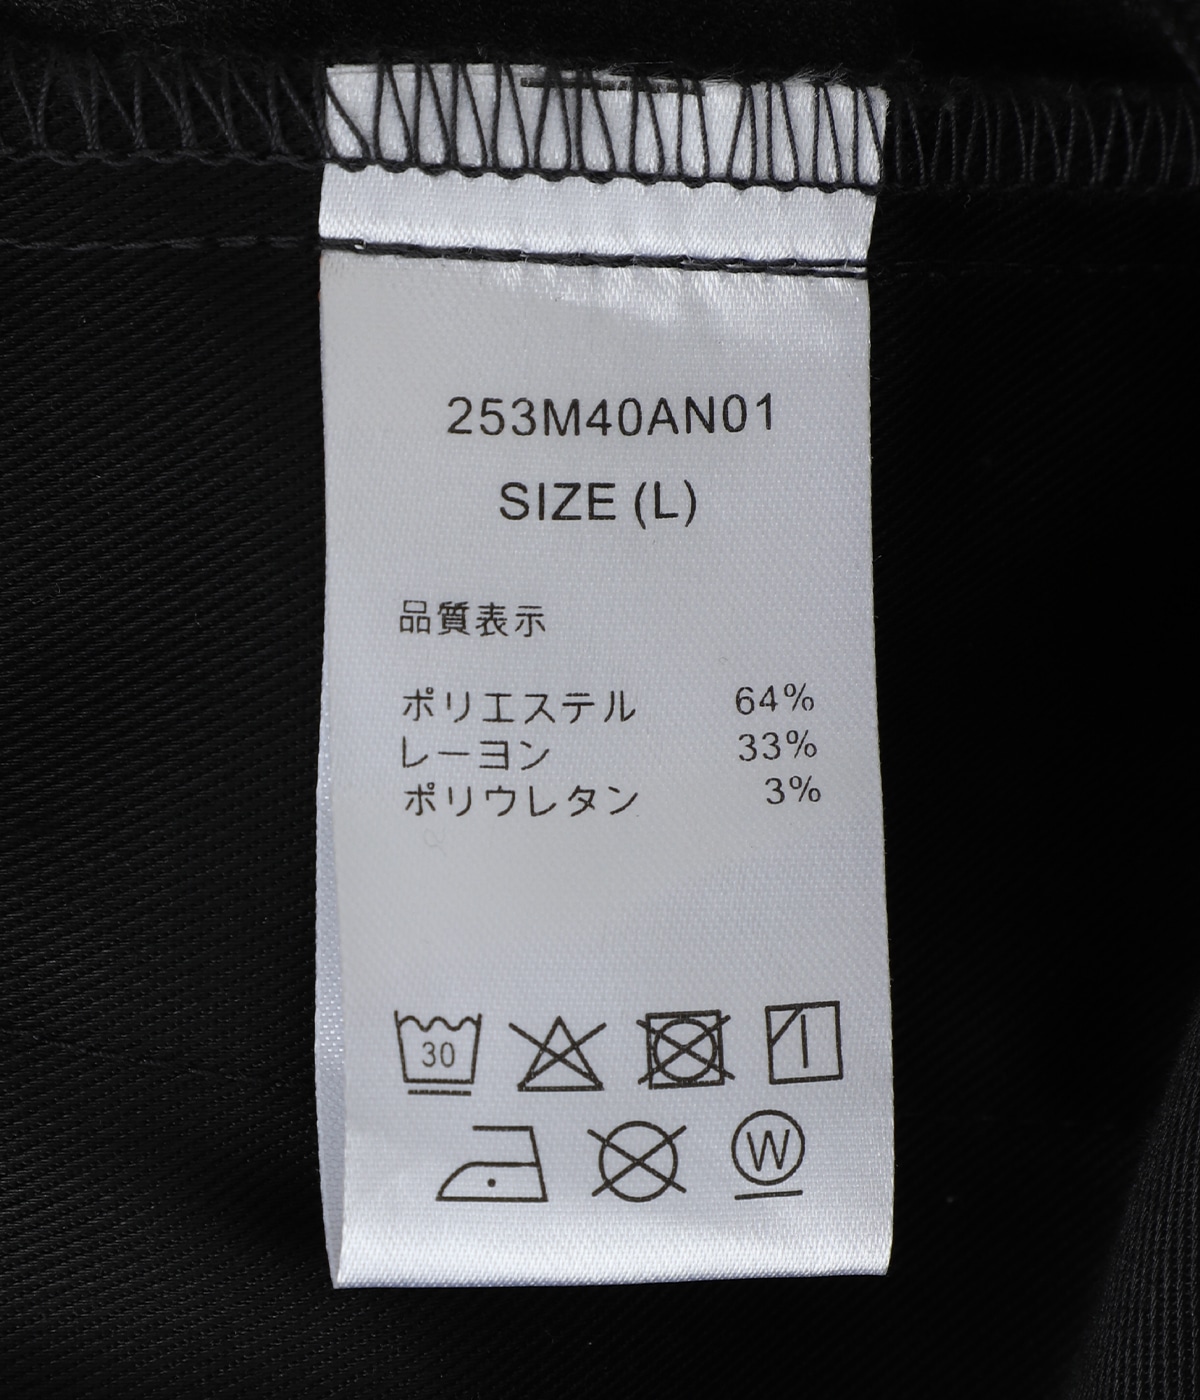 253M40AN01
SIZE (L)
品質表示
ポリエステル 64%
レーヨン 33%
ポリウレタン 3%
30
W